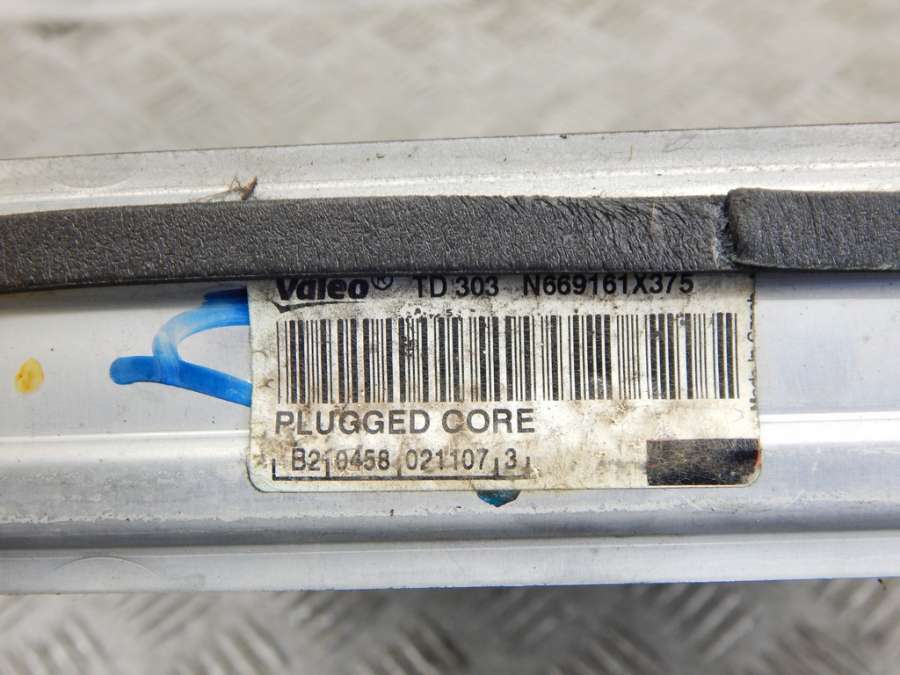 Valeo® TD 303 N669161X375
PLUGGED CORE
B210458 021107 3